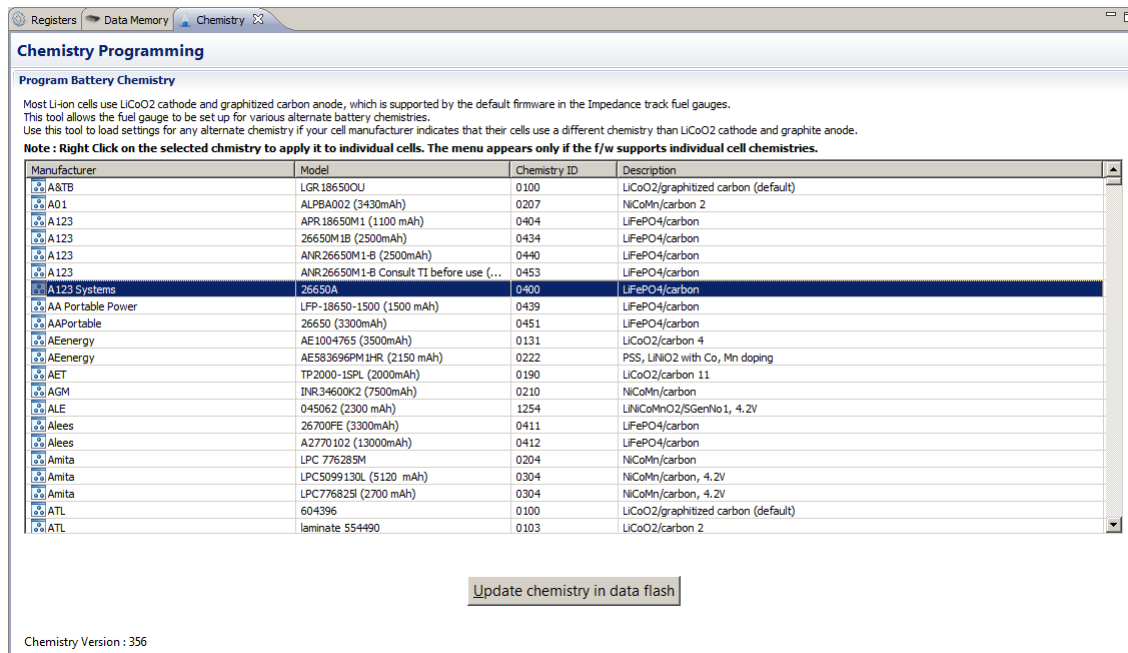 Registers Data Memory Chemistry
Chemistry Programming
Program Battery Chemistry
Most Li-ion cells use LiCoO2 cathode and graphitized carbon anode, which is supported by the default firmware in the Impedance track fuel gauges.
This tool allows the fuel gauge to be set up for various alternate battery chemistries.
Use this tool to load settings for any alternate chemistry if your cell manufacturer indicates that their cells use a different chemistry than LiCoO2 cathode and graphite anode.
Note : Right Click on the selected chmistry to apply it to individual cells. The menu appears only if the f/w supports individual cell chemistries.
Manufacturer Model Chemistry ID Description
A&TB LGR18650OU 0100 LiCoO2/graphitized carbon (default)
A01 ALPBA002 (3430mAh) 0207 NiCoMn/carbon 2
A123 APR18650M1 (1100 mAh) 0404 LiFePO4/carbon
A123 26650M1B (2500mAh) 0434 LiFePO4/carbon
A123 ANR26650M1-B (2500mAh) 0440 LiFePO4/carbon
A123 ANR26650M1-B Consult TI before use (... 0453 LiFePO4/carbon
A123 Systems 26650A 0400 LiFePO4/carbon
AA Portable Power LFP-18650-1500 (1500 mAh) 0439 LiFePO4/carbon
AAPortable 26650 (3300mAh) 0451 LiFePO4/carbon
AEenergy AE1004765 (3500mAh) 0131 LiCoO2/carbon 4
AEenergy AE583696PM1HR (2150 mAh) 0222 PSS, LiNiO2 with Co, Mn doping
AET TP2000-1SPL (2000mAh) 0190 LiCoO2/carbon 11
AGM INR34600K2 (7500mAh) 0210 NiCoMn/carbon
ALE 045062 (2300 mAh) 1254 LiNiCoMnO2/SGenNo1, 4.2V
Alees 26700FE (3300mAh) 0411 LiFePO4/carbon
Alees A2770102 (13000mAh) 0412 LiFePO4/carbon
Amita LPC 776285M 0204 NiCoMn/carbon
Amita LPC5099130L (5120 mAh) 0304 NiCoMn/carbon, 4.2V
Amita LPC776825l (2700 mAh) 0304 NiCoMn/carbon, 4.2V
ATL 604396 0100 LiCoO2/graphitized carbon (default)
ATL laminate 554490 0103 LiCoO2/carbon 2
Update chemistry in data flash
Chemistry Version : 356